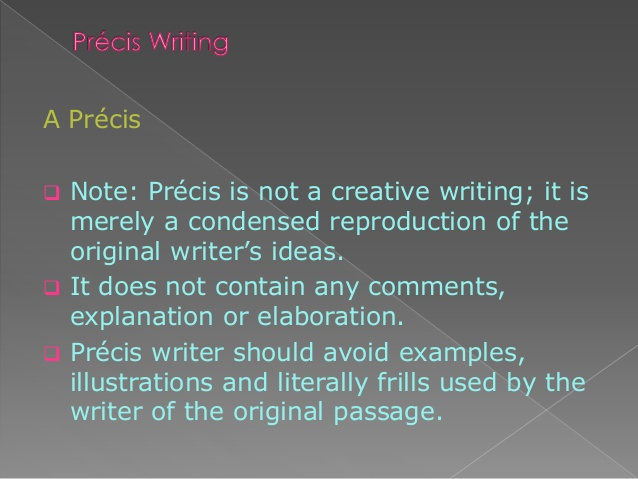 Précis Writing
A Précis
Note: Précis is not a creative writing; it is
merely a condensed reproduction of the
original writer’s ideas.
It does not contain any comments,
explanation or elaboration.
Précis writer should avoid examples,
illustrations and literally frills used by the
writer of the original passage.